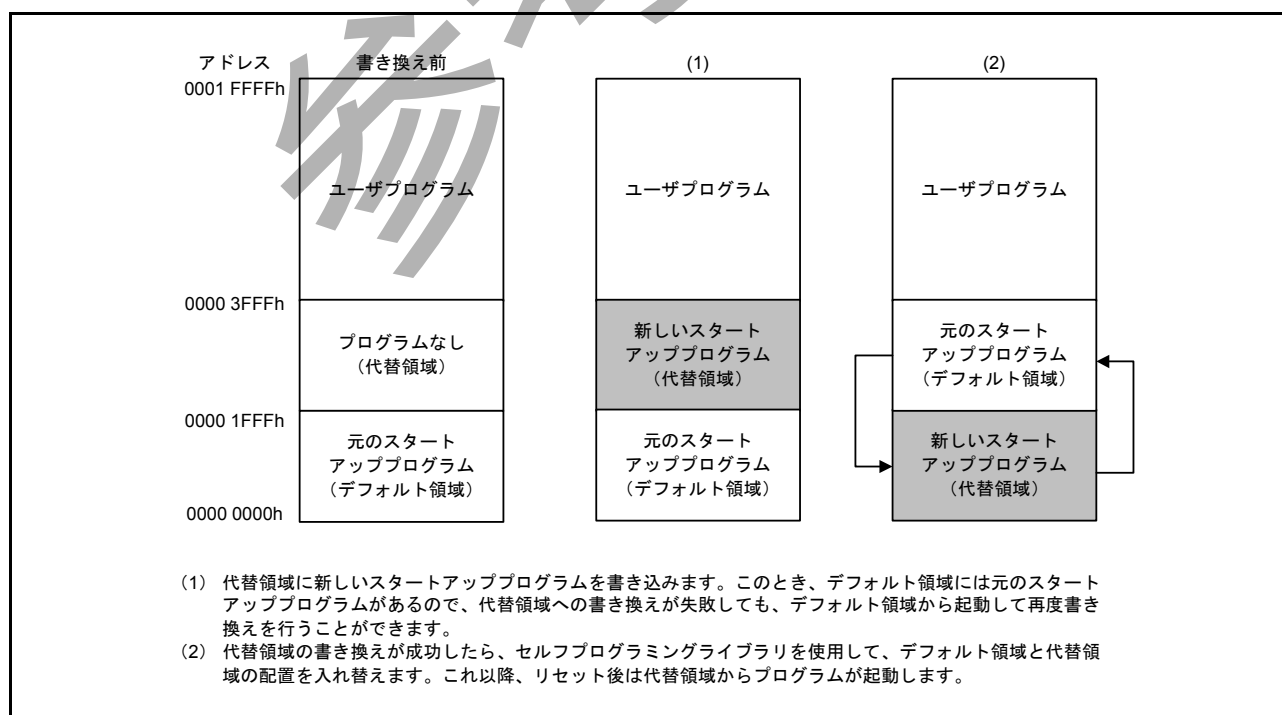 アドレス
書き換え前
(1)
(2)
0001 FFFFh
ユーザプログラム
ユーザプログラム
ユーザプログラム
0000 3FFFh
プログラムなし
(代替領域)
新しいスタート
アッププログラム
(代替領域)
元のスタート
アッププログラム
(デフォルト領域)
0000 1FFFh
元のスタート
アッププログラム
(デフォルト領域)
元のスタート
アッププログラム
(デフォルト領域)
新しいスタート
アッププログラム
(代替領域)
0000 0000h
(1) 代替領域に新しいスタートアッププログラムを書き込みます。このとき、デフォルト領域には元のスタート
アッププログラムがあるので、代替領域への書き換えが失敗しても、デフォルト領域から起動して再度書き
換えを行うことができます。
(2) 代替領域の書き換えが成功したら、セルフプログラミングライブラリを使用して、デフォルト領域と代替領
域の配置を入れ替えます。これ以降、リセット後は代替領域からプログラムが起動します。